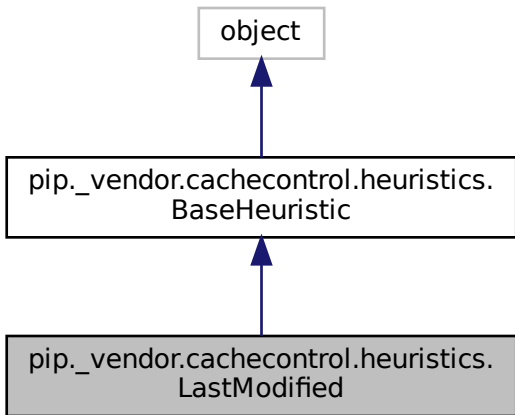 object
pip._vendor.cachecontrol.heuristics.
BaseHeuristic
pip._vendor.cachecontrol.heuristics.
LastModified